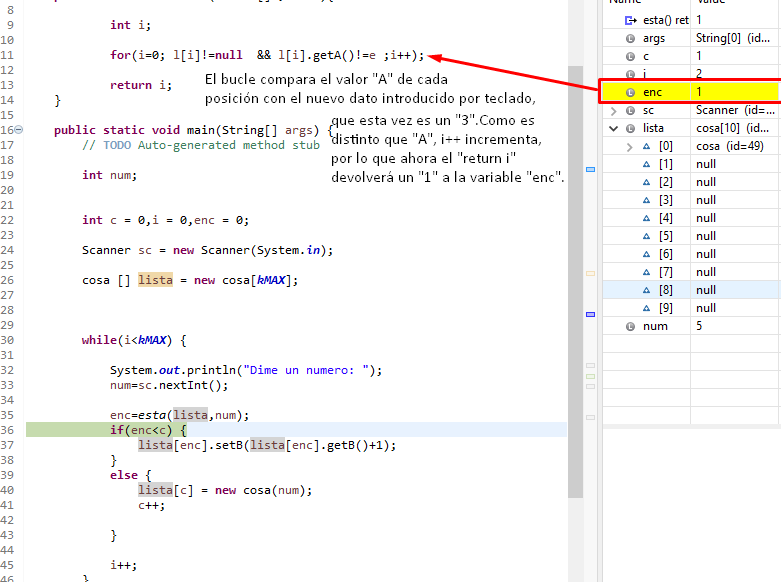 8
9 int i;
10
11 for(i=0; l[i]!=null  && l[i].getA()!=e ;i++);
12
13 return i;
14 }
15
16 public static void main(String[] args) {
17 // TODO Auto-generated method stub
18
19 int num;
20
21
22 int c = 0,i = 0,enc = 0;
23
24 Scanner sc = new Scanner(System.in);
25
26 cosa [] lista = new cosa[kMAX];
27
28
29
30 while(i<kMAX) {
31
32 System.out.println("Dime un numero: ");
33 num=sc.nextInt();
34
35 enc=esta(lista,num);
36 if(enc<c) {
37 lista[enc].setB(lista[enc].getB()+1);
38 }
39 else {
40 lista[c] = new cosa(num);
41 c++;
42
43 }
44
45 i++;
46 }
El bucle compara el valor "A" de cada
posición con el nuevo dato introducido por teclado,
que esta vez es un "3".Como es
distinto que "A", i++ incrementa,
por lo que ahora el "return i"
devolverá un "1" a la variable "enc".
esta() ret 1
args String[0] (id...
c 1
i 2
enc 1
sc Scanner (id=...
lista cosa[10] (id...
[0] cosa (id=49)
[1] null
[2] null
[3] null
[4] null
[5] null
[6] null
[7] null
[8] null
[9] null
num 5